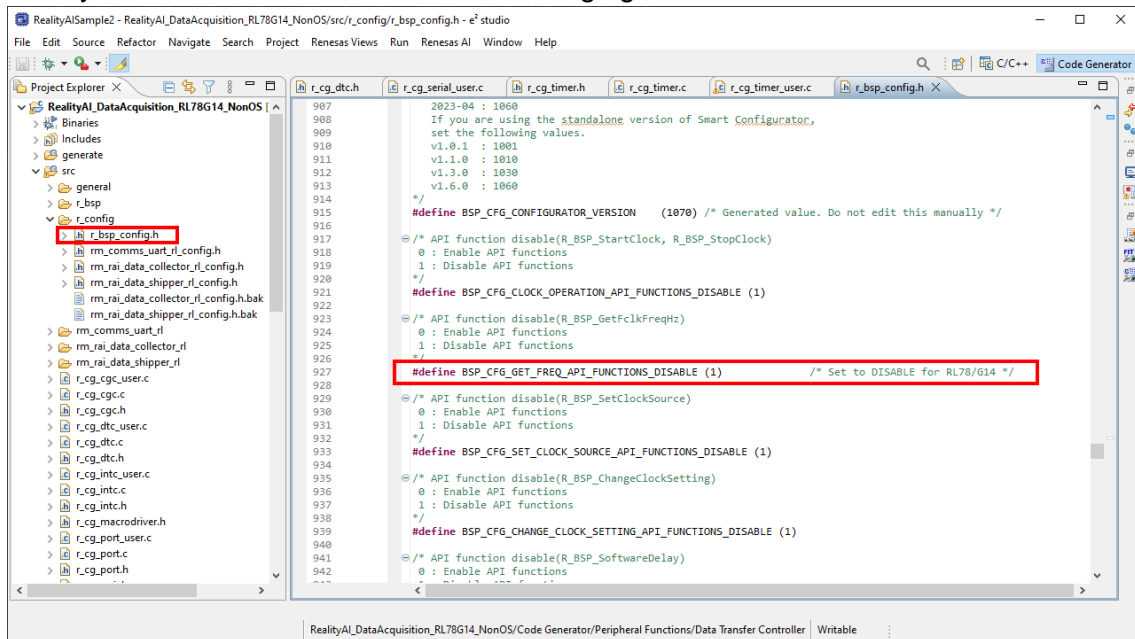 RealityAISample2 - RealityAI_DataAcquisition_RL78G14_NonOS/src/r_config/r_bsp_config.h - e² studio
File Edit Source Refactor Navigate Search Project Renesas Views Run Renesas AI Window Help
C/C++ Code Generator
Project Explorer
r_cg_dtc.h r_cg_serial_user.c r_cg_timer.h r_cg_timer.c r_cg_timer_user.c r_bsp_config.h
RealityAI_DataAcquisition_RL78G14_NonOS [
Binaries
Includes
generate
src
general
r_bsp
r_config
r_bsp_config.h
rm_comms_uart_rl_config.h
rm_rai_data_collector_rl_config.h
rm_rai_data_shipper_rl_config.h
rm_rai_data_collector_rl_config.h.bak
rm_rai_data_shipper_rl_config.h.bak
rm_comms_uart_rl
rm_rai_data_collector_rl
rm_rai_data_shipper_rl
r_cg_cgc_user.c
r_cg_cgc.c
r_cg_cgc.h
r_cg_dtc_user.c
r_cg_dtc.c
r_cg_dtc.h
r_cg_intc_user.c
r_cg_intc.c
r_cg_intc.h
r_cg_macrodriver.h
r_cg_port_user.c
r_cg_port.c
r_cg_port.h
907 2023-04 : 1060
908 If you are using the standalone version of Smart Configurator,
909 set the following values.
910 v1.0.1 : 1001
911 v1.1.0 : 1010
912 v1.3.0 : 1030
913 v1.6.0 : 1060
914 */
915 #define BSP_CFG_CONFIGURATOR_VERSION (1070) /* Generated value. Do not edit this manually */
916
917 /* API function disable(R_BSP_StartClock, R_BSP_StopClock)
918 0 : Enable API functions
919 1 : Disable API functions
920 */
921 #define BSP_CFG_CLOCK_OPERATION_API_FUNCTIONS_DISABLE (1)
922
923 /* API function disable(R_BSP_GetFclkFreqHz)
924 0 : Enable API functions
925 1 : Disable API functions
926 */
927 #define BSP_CFG_GET_FREQ_API_FUNCTIONS_DISABLE (1) /* Set to DISABLE for RL78/G14 */
928
929 /* API function disable(R_BSP_SetClockSource)
930 0 : Enable API functions
931 1 : Disable API functions
932 */
933 #define BSP_CFG_SET_CLOCK_SOURCE_API_FUNCTIONS_DISABLE (1)
934
935 /* API function disable(R_BSP_ChangeClockSetting)
936 0 : Enable API functions
937 1 : Disable API functions
938 */
939 #define BSP_CFG_CHANGE_CLOCK_SETTING_API_FUNCTIONS_DISABLE (1)
940
941 /* API function disable(R_BSP_SoftwareDelay)
942 0 : Enable API functions
RealityAI_DataAcquisition_RL78G14_NonOS/Code Generator/Peripheral Functions/Data Transfer Controller Writable